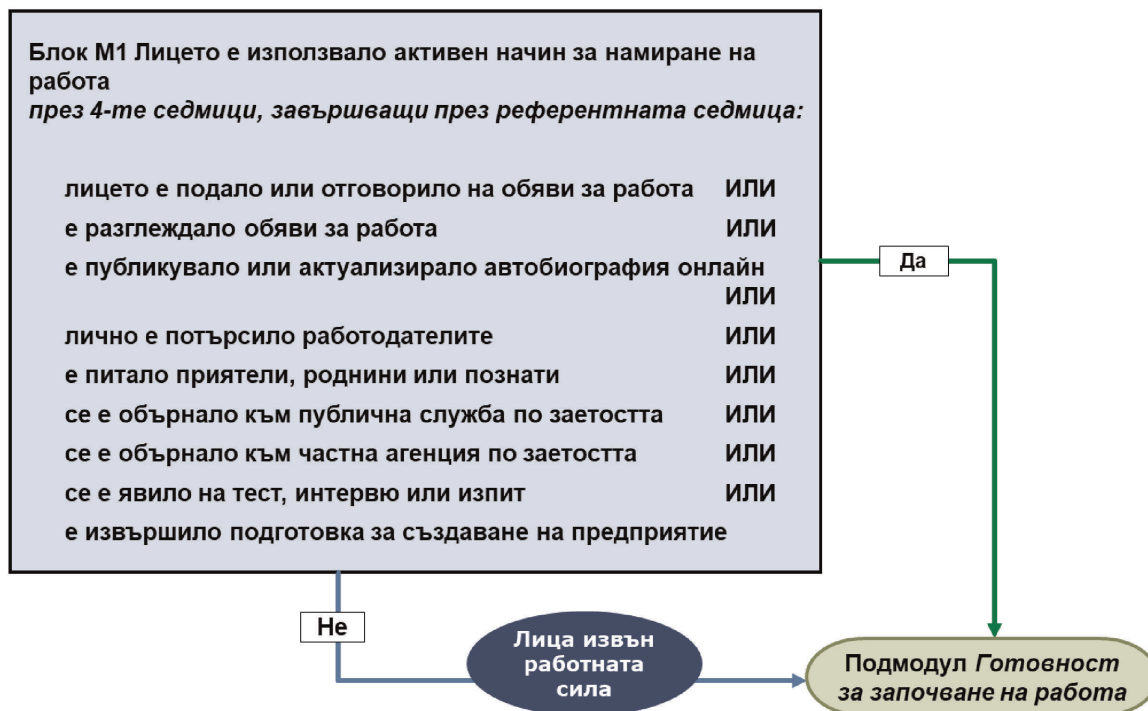 Блок М1 Лицето е използвало активен начин за намиране на
работа
през 4-те седмици, завършващи през референтната седмица:
лицето е подало или отговорило на обяви за работа ИЛИ
е разглеждало обяви за работа ИЛИ
е публикувало или актуализирало автобиография онлайн
ИЛИ
лично е потърсило работодателите ИЛИ
е питало приятели, роднини или познати ИЛИ
се е обърнало към публична служба по заетостта ИЛИ
се е обърнало към частна агенция по заетостта ИЛИ
се е явило на тест, интервю или изпит ИЛИ
е извършило подготовка за създаване на предприятие
Да
Не
Лица извън
работната
сила
Подмодул Готовност
за започване на работа